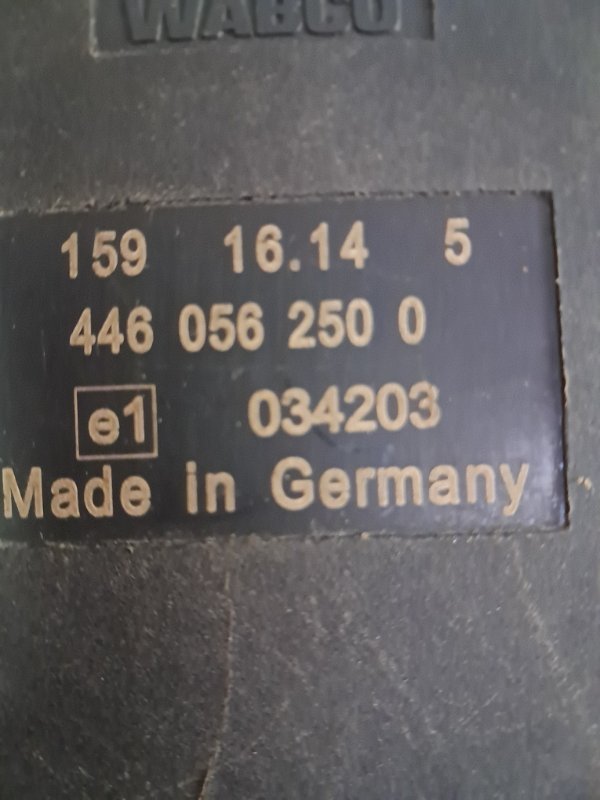 WABCO
159 16.14 5
446 056 250 0
e1 034203
Made in Germany